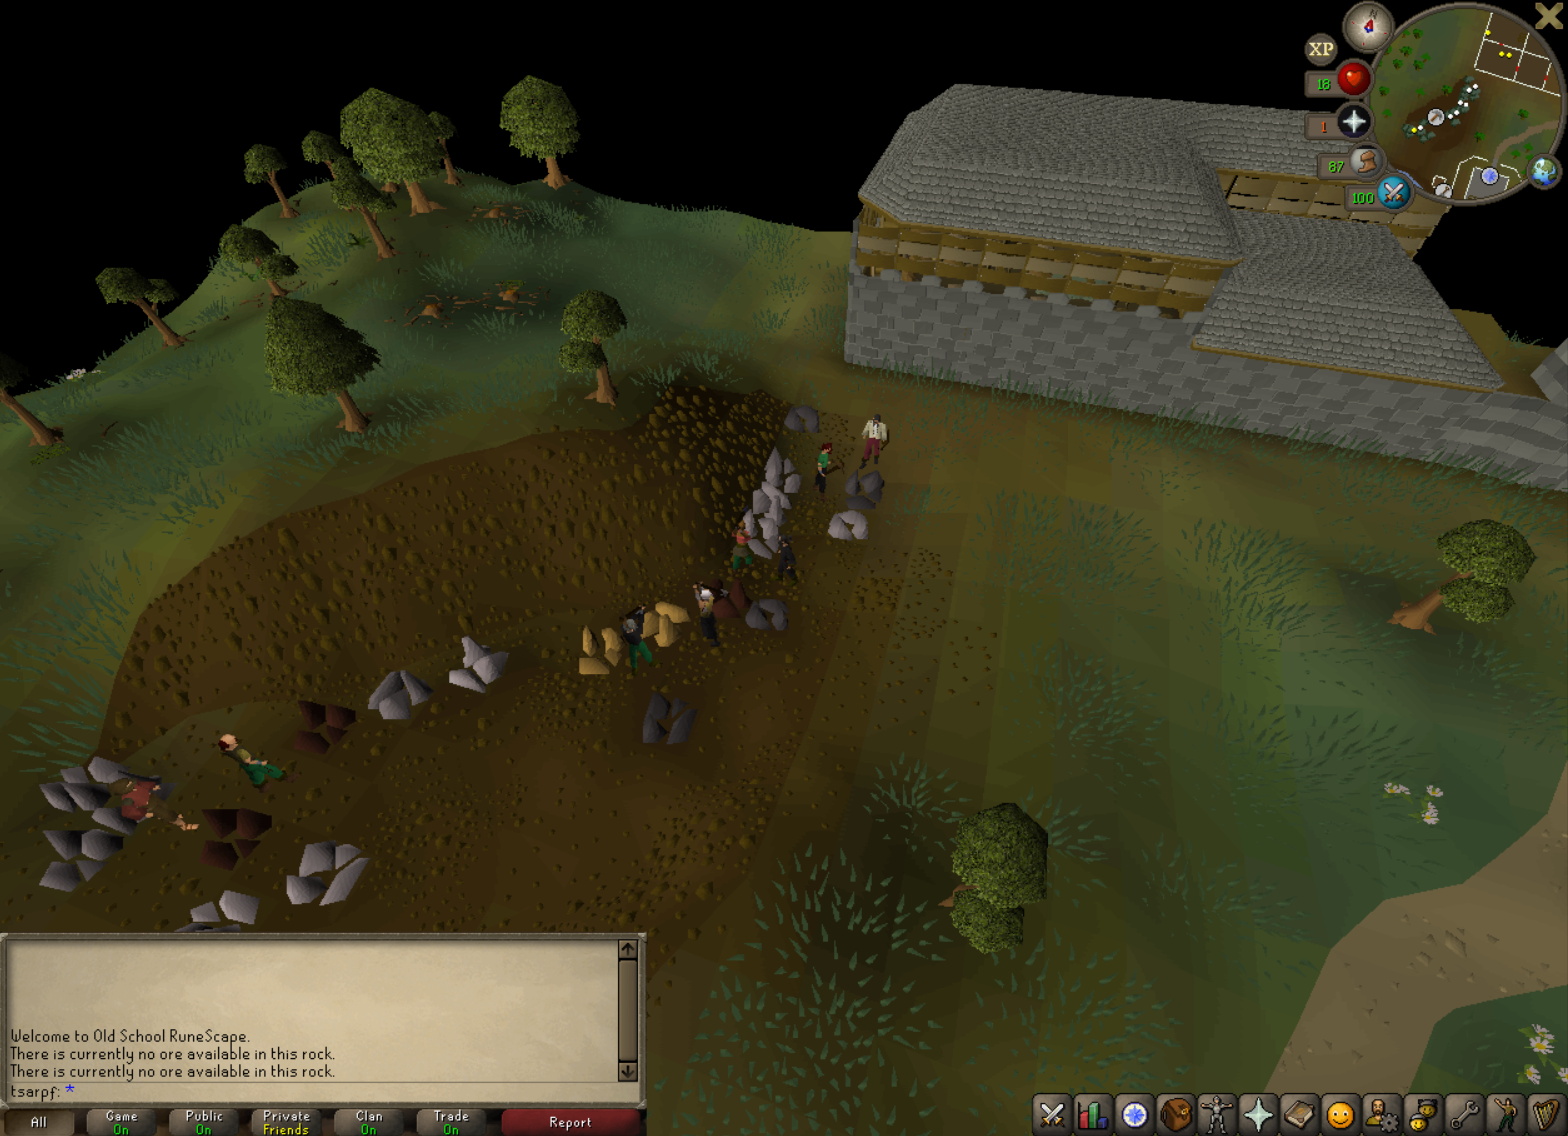 XP
18
1
87
100
Welcome to Old School RuneScape.
There is currently no ore available in this rock.
There is currently no ore available in this rock.
tsarpf: *
All
Game
On
Public
On
Private
Friends
Clan
On
Trade
On
Report